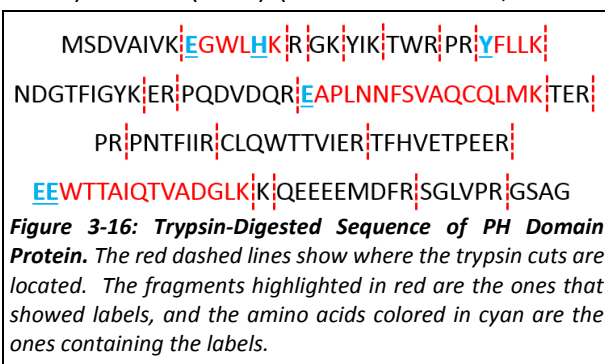 MSDVAIVK¦EGWLHK¦R¦GK¦YIK¦TWR¦PR¦YFLLK¦
NDGTFIGYK¦ER¦PQDVDQR¦EAPLNNFSVAQCQLMK¦TER¦
PR¦PNTFIIR¦CLQWTTVIER¦TFHVETPEER¦
EEWTTAIQTVADGLK¦K¦QEEEEMDFR¦SGLVPR¦GSAG
Figure 3-16: Trypsin-Digested Sequence of PH Domain
Protein. The red dashed lines show where the trypsin cuts are
located. The fragments highlighted in red are the ones that
showed labels, and the amino acids colored in cyan are the
ones containing the labels.